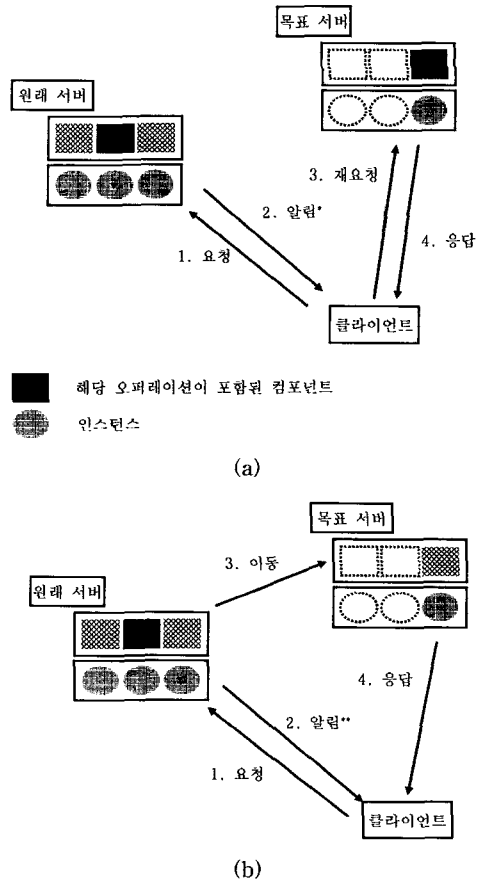 목표 서버
원래 서버
3. 재요청
2. 알림*
4. 응답
1. 요청
클라이언트
해당 오퍼레이션이 포함된 컴포넌트
인스턴스
(a)
목표 서버
3. 이동
원래 서버
4. 응답
2. 알림**
1. 요청
클라이언트
(b)